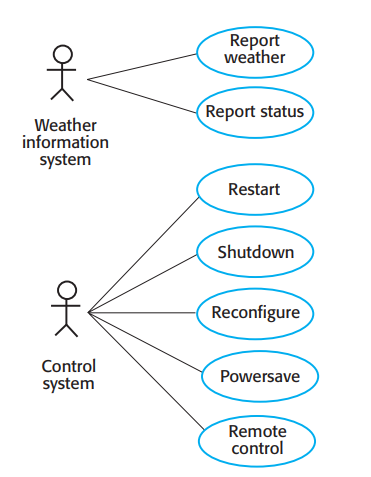 Report
weather
Report status
Weather
information
system
Restart
Shutdown
Reconfigure
Control
system
Powersave
Remote
control